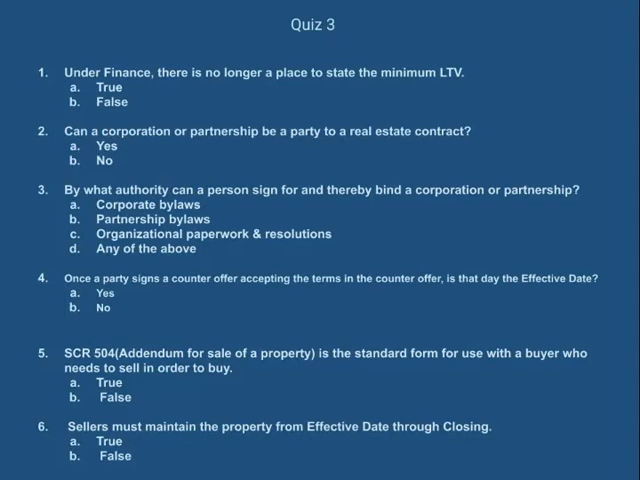 Quiz 3
1. Under Finance, there is no longer a place to state the minimum LTV.
a. True
b. False
2. Can a corporation or partnership be a party to a real estate contract?
a. Yes
b. No
3. By what authority can a person sign for and thereby bind a corporation or partnership?
a. Corporate bylaws
b. Partnership bylaws
c. Organizational paperwork & resolutions
d. Any of the above
4. Once a party signs a counter offer accepting the terms in the counter offer, is that day the Effective Date?
a. Yes
b. No
5. SCR 504(Addendum for sale of a property) is the standard form for use with a buyer who
needs to sell in order to buy.
a. True
b. False
6. Sellers must maintain the property from Effective Date through Closing.
a. True
b. False